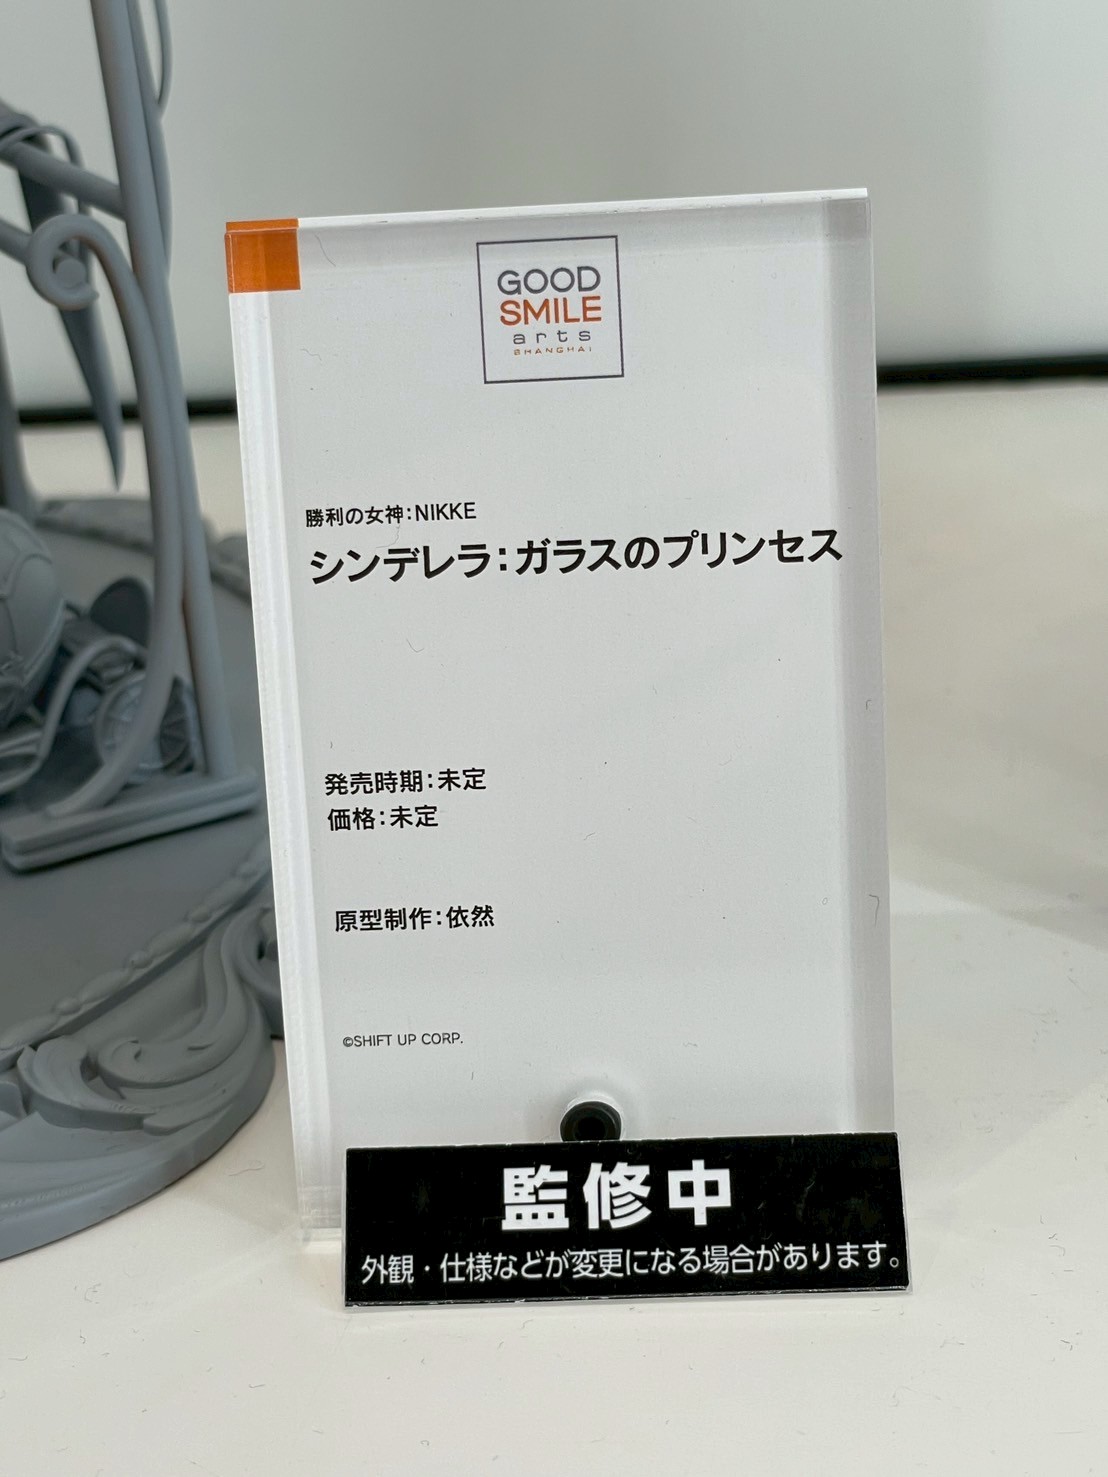 GOOD
SMILE
arts
SHANGHAI
勝利の女神:NIKKE
シンデレラ:ガラスのプリンセス
発売時期:未定
価格:未定
原型制作:依然
©SHIFT UP CORP.
監修中
外観・仕様などが変更になる場合があります。